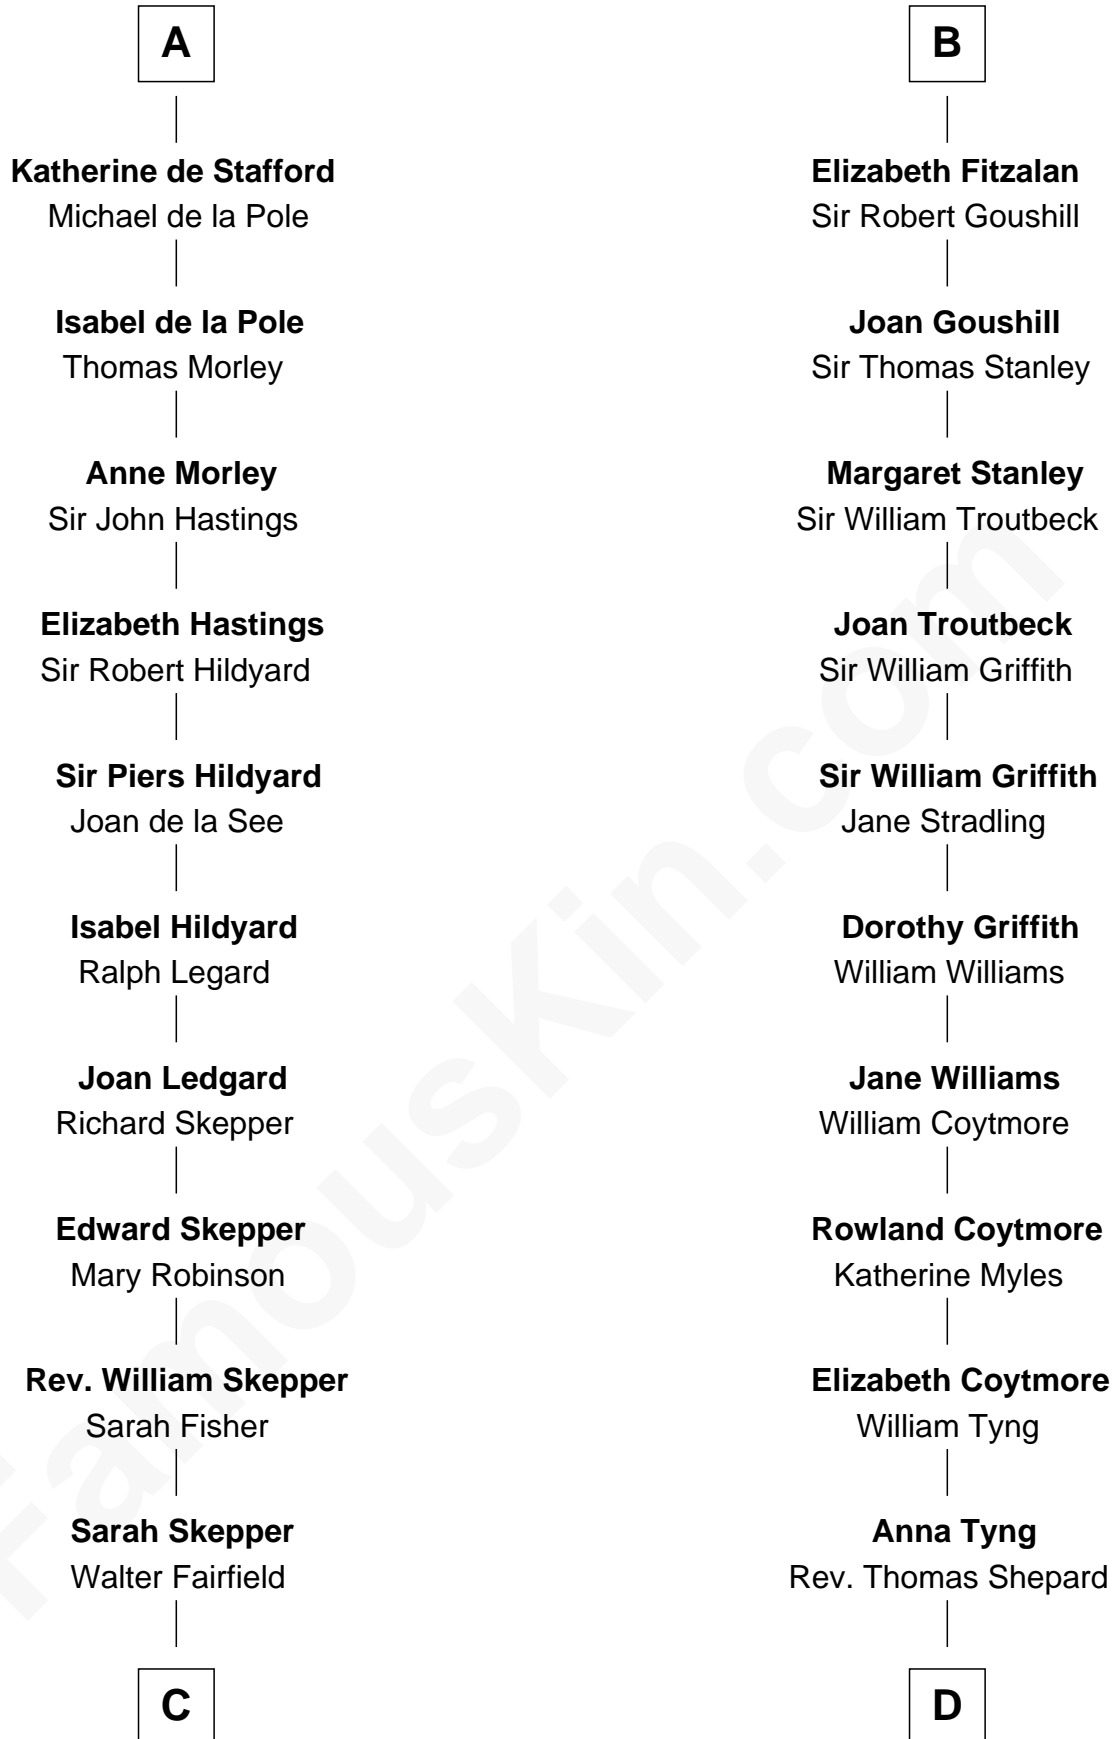 A
Katherine de Stafford
Michael de la Pole
Isabel de la Pole
Thomas Morley
Anne Morley
Sir John Hastings
Elizabeth Hastings
Sir Robert Hildyard
Sir Piers Hildyard
Joan de la See
Isabel Hildyard
Ralph Legard
Joan Ledgard
Richard Skepper
Edward Skepper
Mary Robinson
Rev. William Skepper
Sarah Fisher
Sarah Skepper
Walter Fairfield
C
B
Elizabeth Fitzalan
Sir Robert Goushill
Joan Goushill
Sir Thomas Stanley
Margaret Stanley
Sir William Troutbeck
Joan Troutbeck
Sir William Griffith
Sir William Griffith
Jane Stradling
Dorothy Griffith
William Williams
Jane Williams
William Coytmore
Rowland Coytmore
Katherine Myles
Elizabeth Coytmore
William Tyng
Anna Tyng
Rev. Thomas Shepard
D
FamousKin.com